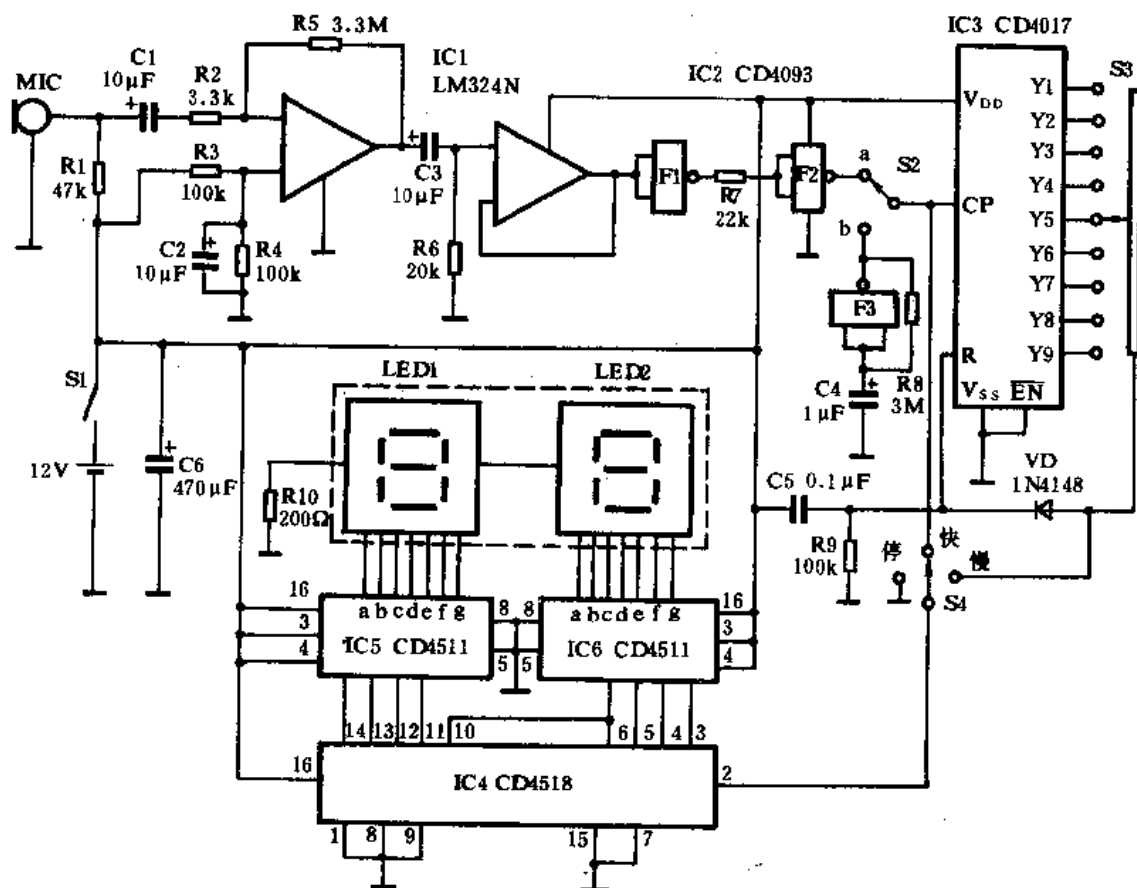 R5 3.3M
IC3 CD4017
C1
10μF
IC1
LM324N
MIC
R2
3.3k
IC2 CD4093
S3
Y1
VDD
Y2
R3
100k
R1
47k
C3
10μF
F1
F2
a
S2
Y3
R7
22k
Y4
CP
Y5
C2
10μF
R4
100k
R6
20k
b
Y6
Y7
F3
Y8
R
Y9
S1
LED1
LED2
C4
1μF
R8
3M
VSS
EN
12V
C6
470μF
R10
200Ω
C5 0.1μF
VD
1N4148
R9
100k
停
快
慢
S4
16
3
4
a b c d e f g
IC5 CD4511
8
5
8
5
a b c d e f g
IC6 CD4511
16
3
4
14 13 12 11 10
6 5 4 3
16
IC4 CD4518
2
1 8 9
15 7